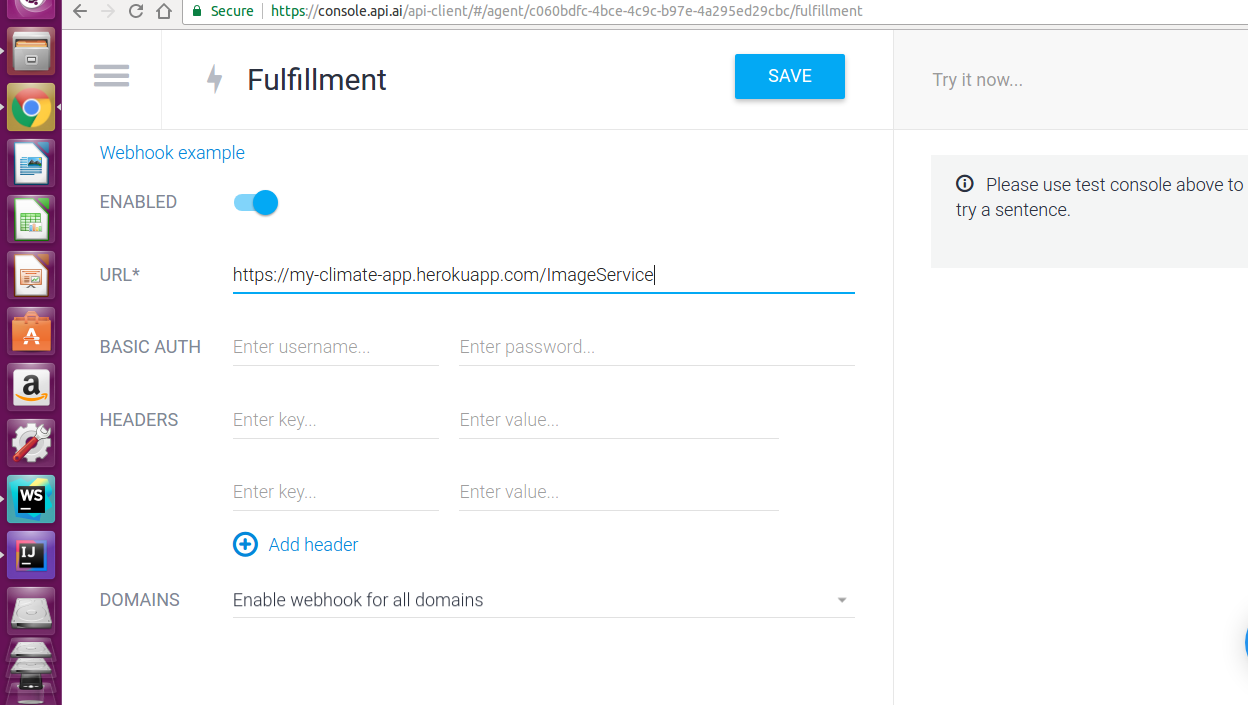 Secure https://console.api.ai/api-client/#/agent/c060bdfc-4bce-4c9c-b97e-4a295ed29cbc/fulfillment
Fulfillment
SAVE
Try it now...
Webhook example
Please use test console above to
try a sentence.
ENABLED
URL* https://my-climate-app.herokuapp.com/ImageService
BASIC AUTH Enter username... Enter password...
HEADERS Enter key... Enter value...
Enter key... Enter value...
Add header
DOMAINS Enable webhook for all domains
A
a
WS
IJ